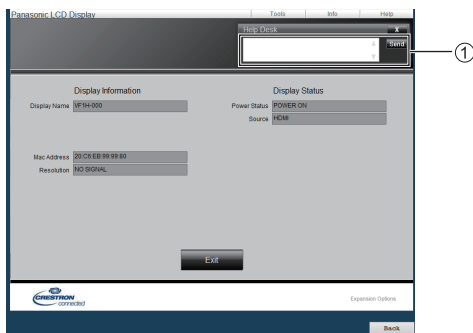 Panasonic LCD Display
Tools Info Help
Help Desk X
Send
①
Display Information Display Status
Display Name VF1H-000 Power Status POWER ON
Source HDMI
Mac Address 20:C6:EB:99:99:80
Resolution NO SIGNAL
Exit
CRESTRON
connected
Expansion Options
Back